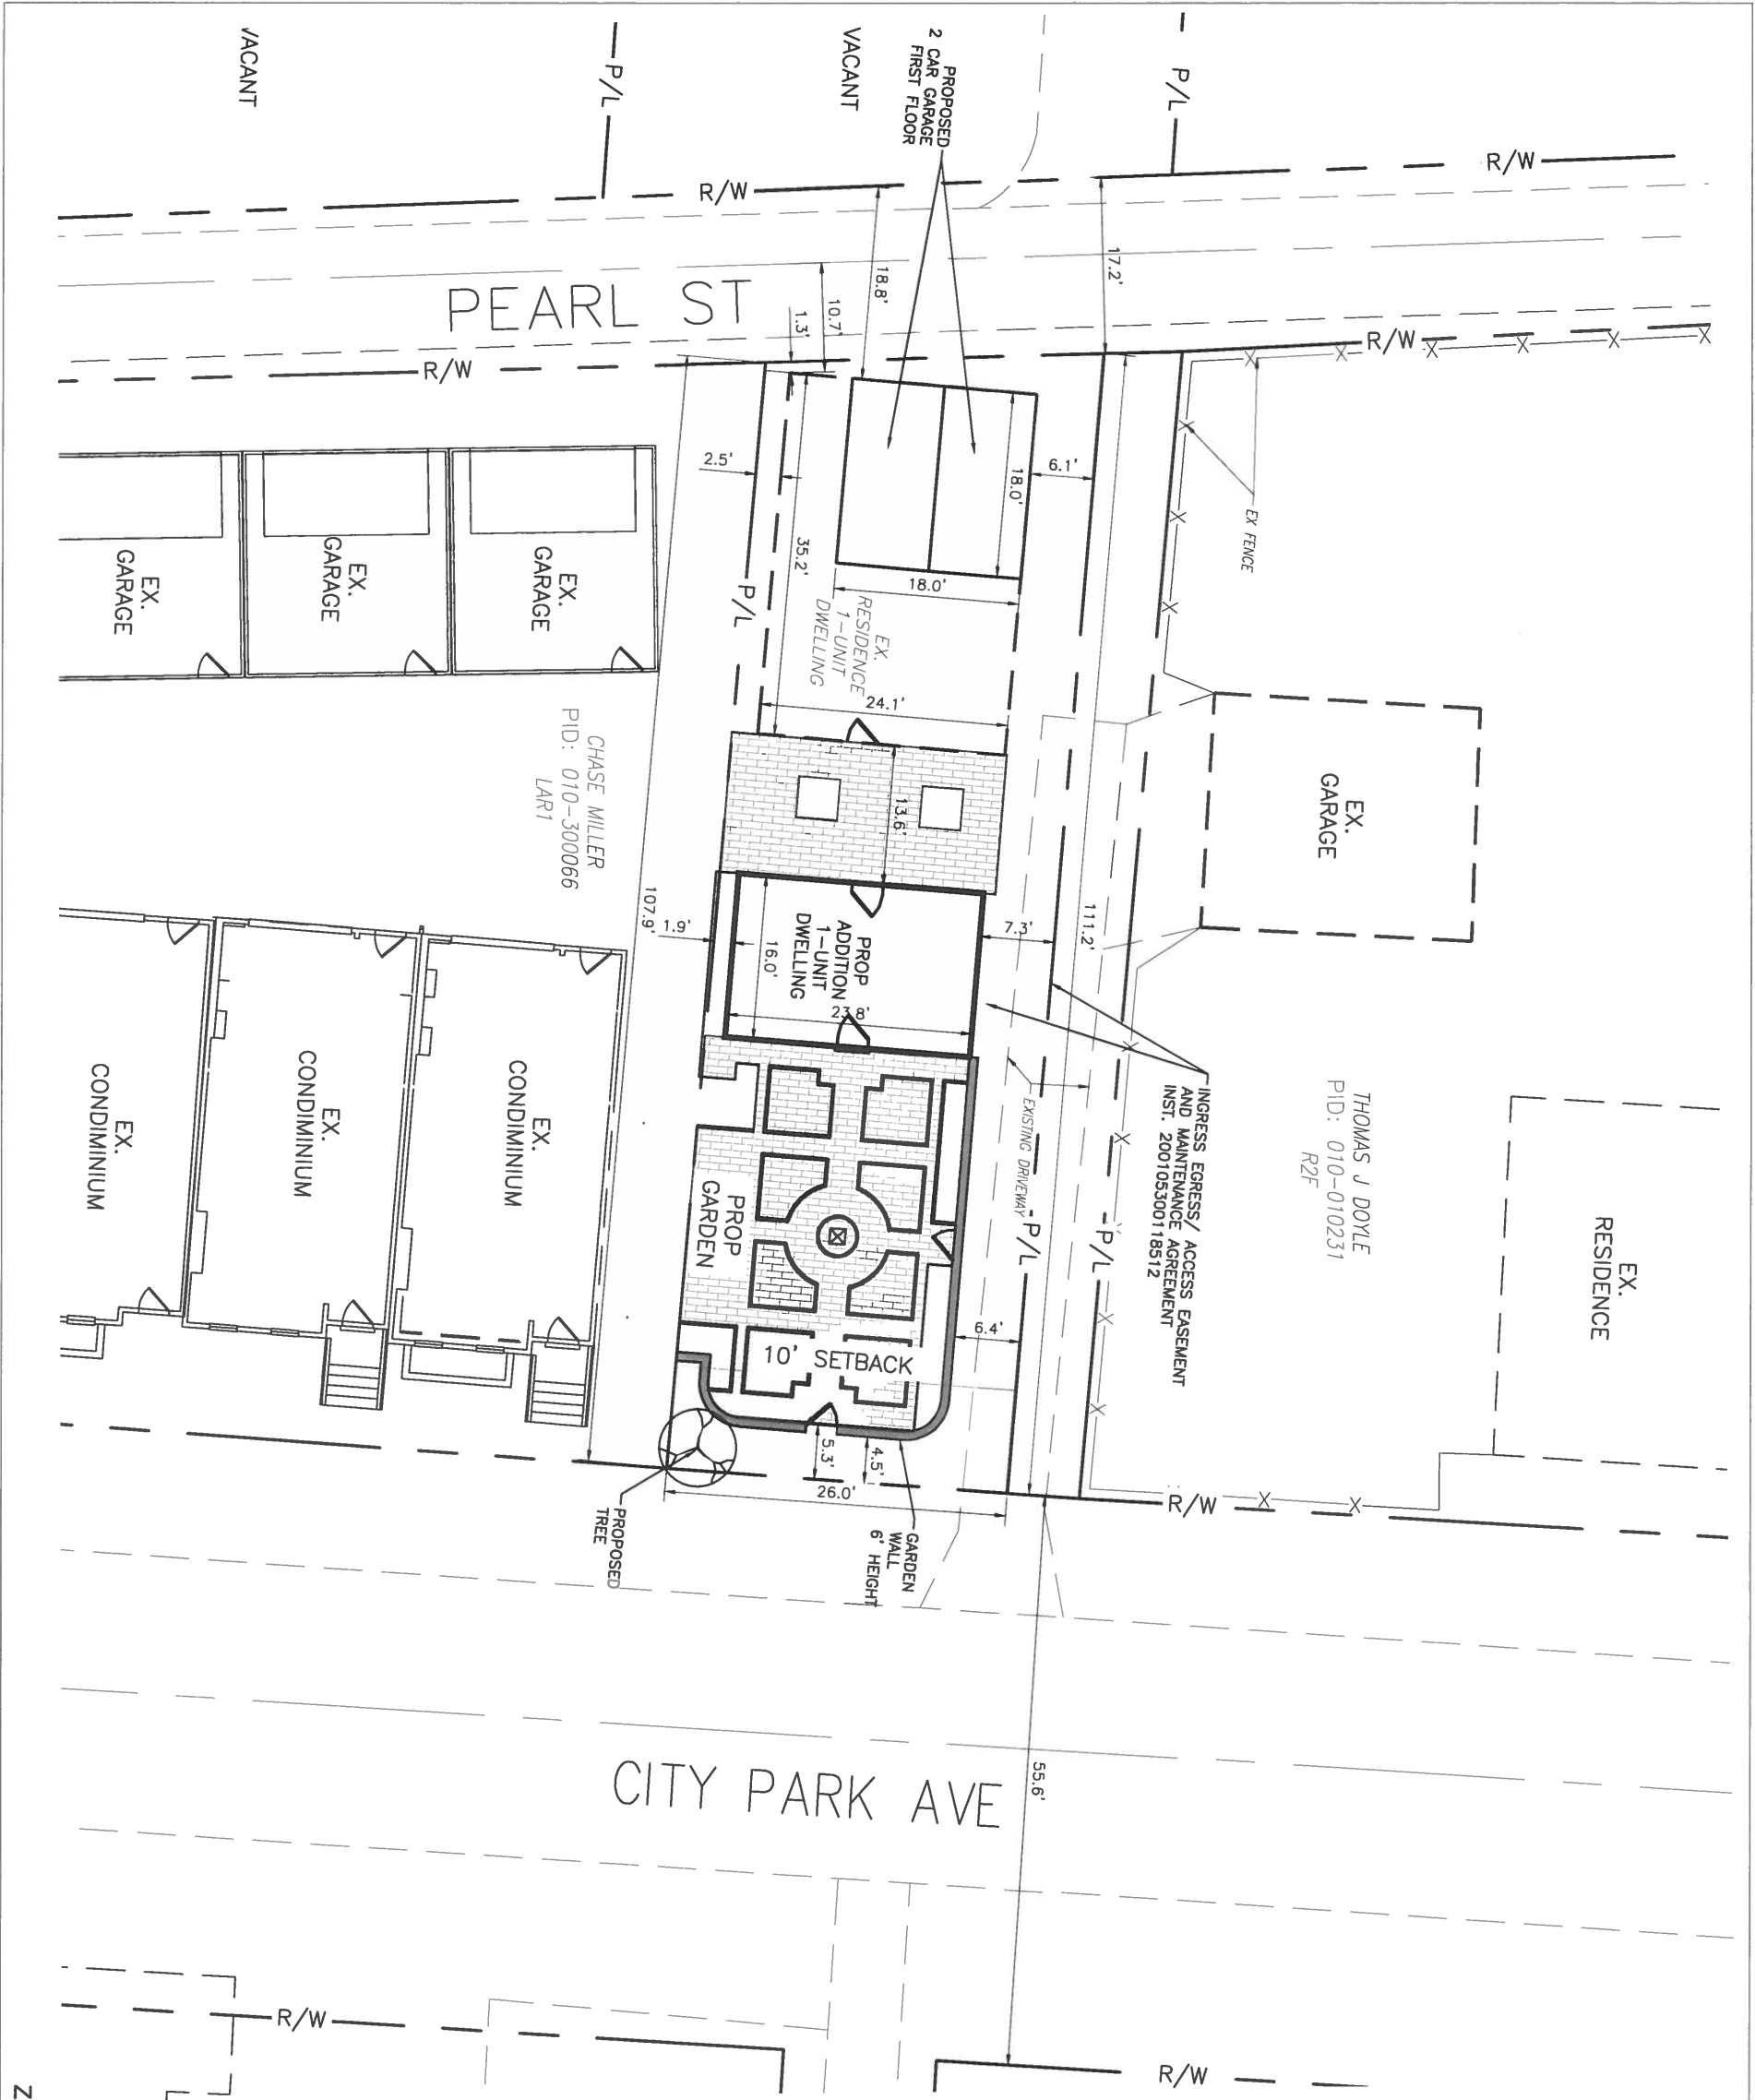 VACANT
P/L
VACANT
PROPOSED
2 CAR GARAGE
FIRST FLOOR
P/L
R/W
R/W
17.2'
18.8'
10.7'
1.3'
PEARL ST
R/W
R/W
2.5'
18.0'
6.1'
EX FENCE
35.2'
18.0'
P/L
EX.
RESIDENCE
1-UNIT
DWELLING
24.1'
EX.
GARAGE
EX.
GARAGE
EX.
GARAGE
CHASE MILLER
PID: 010-300066
LAR1
13.6'
EX.
GARAGE
107.9'
1.9'
16.0'
PROP
ADDITION
1-UNIT
DWELLING
23.8'
7.3'
111.2'
INGRESS EGRESS/ ACCESS EASEMENT
AND MAINTENANCE AGREEMENT
INST. 200105300118512
THOMAS J DOYLE
PID: 010-010231
R2F
EX.
RESIDENCE
EX.
CONDIMINIUM
EX.
CONDIMINIUM
EX.
CONDIMINIUM
EXISTING DRIVEWAY
P/L
P/L
PROP
GARDEN
10' SETBACK
6.4'
5.3'
4.5'
26.0'
PROPOSED
TREE
GARDEN
WALL
6' HEIGHT
R/W
CITY PARK AVE
55.6'
R/W
R/W
Z